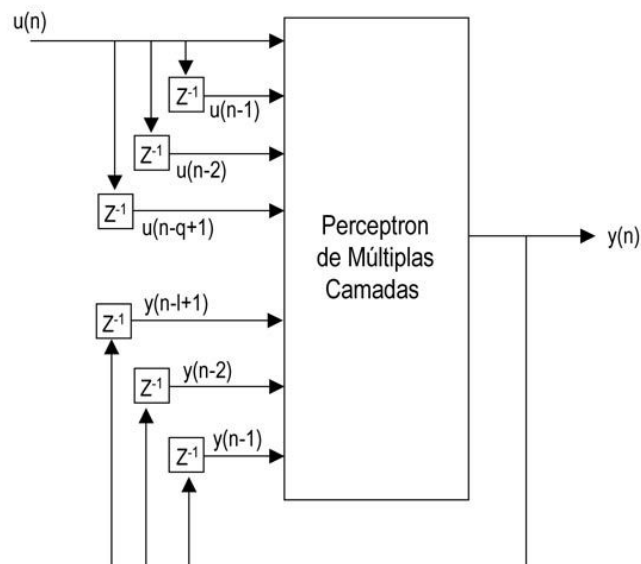 u(n)
Z⁻¹
u(n-1)
Z⁻¹
u(n-2)
Z⁻¹
u(n-q+1)
Perceptron
de Múltiplas
Camadas
y(n)
Z⁻¹
y(n-l+1)
Z⁻¹
y(n-2)
Z⁻¹
y(n-1)